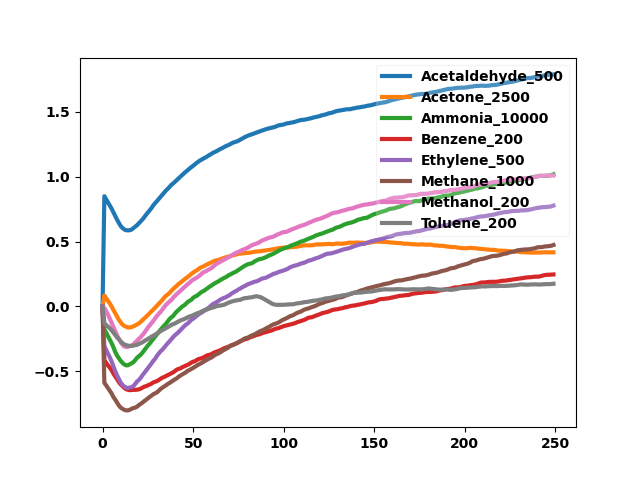 Acetaldehyde_500
Acetone_2500
Ammonia_10000
Benzene_200
Ethylene_500
Methane_1000
Methanol_200
Toluene_200
1.5
1.0
0.5
0.0
−0.5
0 50 100 150 200 250